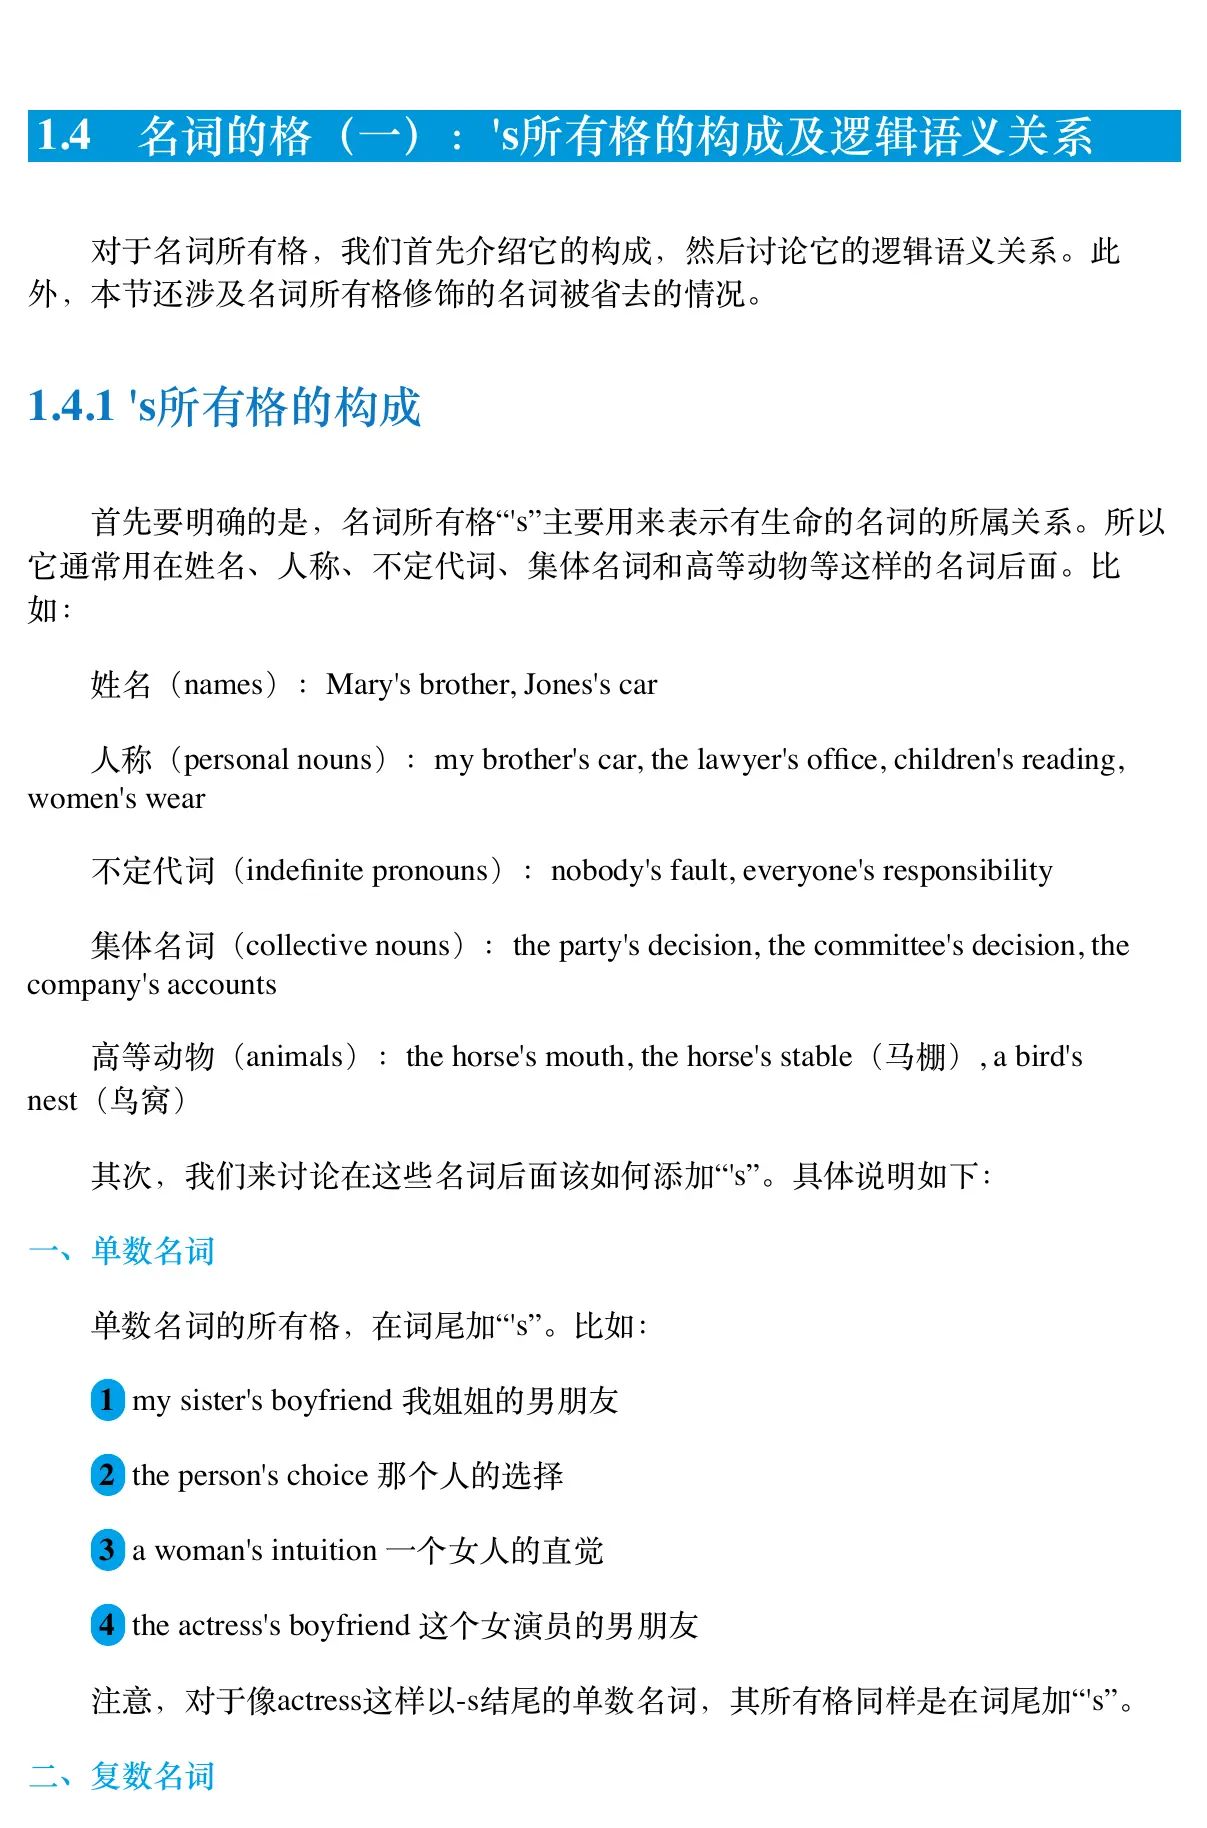 1.4 名词的格（一）：'s所有格的构成及逻辑语义关系
对于名词所有格，我们首先介绍它的构成，然后讨论它的逻辑语义关系。此
外，本节还涉及名词所有格修饰的名词被省去的情况。
1.4.1 's所有格的构成
首先要明确的是，名词所有格“'s”主要用来表示有生命的名词的所属关系。所以
它通常用在姓名、人称、不定代词、集体名词和高等动物等这样的名词后面。比
如：
姓名（names）：Mary's brother, Jones's car
人称（personal nouns）：my brother's car, the lawyer's office, children's reading,
women's wear
不定代词（indefinite pronouns）：nobody's fault, everyone's responsibility
集体名词（collective nouns）：the party's decision, the committee's decision, the
company's accounts
高等动物（animals）：the horse's mouth, the horse's stable（马棚）, a bird's
nest（鸟窝）
其次，我们来讨论在这些名词后面该如何添加“'s”。具体说明如下：
一、单数名词
单数名词的所有格，在词尾加“'s”。比如：
1 my sister's boyfriend 我姐姐的男朋友
2 the person's choice 那个人的选择
3 a woman's intuition 一个女人的直觉
4 the actress's boyfriend 这个女演员的男朋友
注意，对于像actress这样以-s结尾的单数名词，其所有格同样是在词尾加“'s”。
二、复数名词